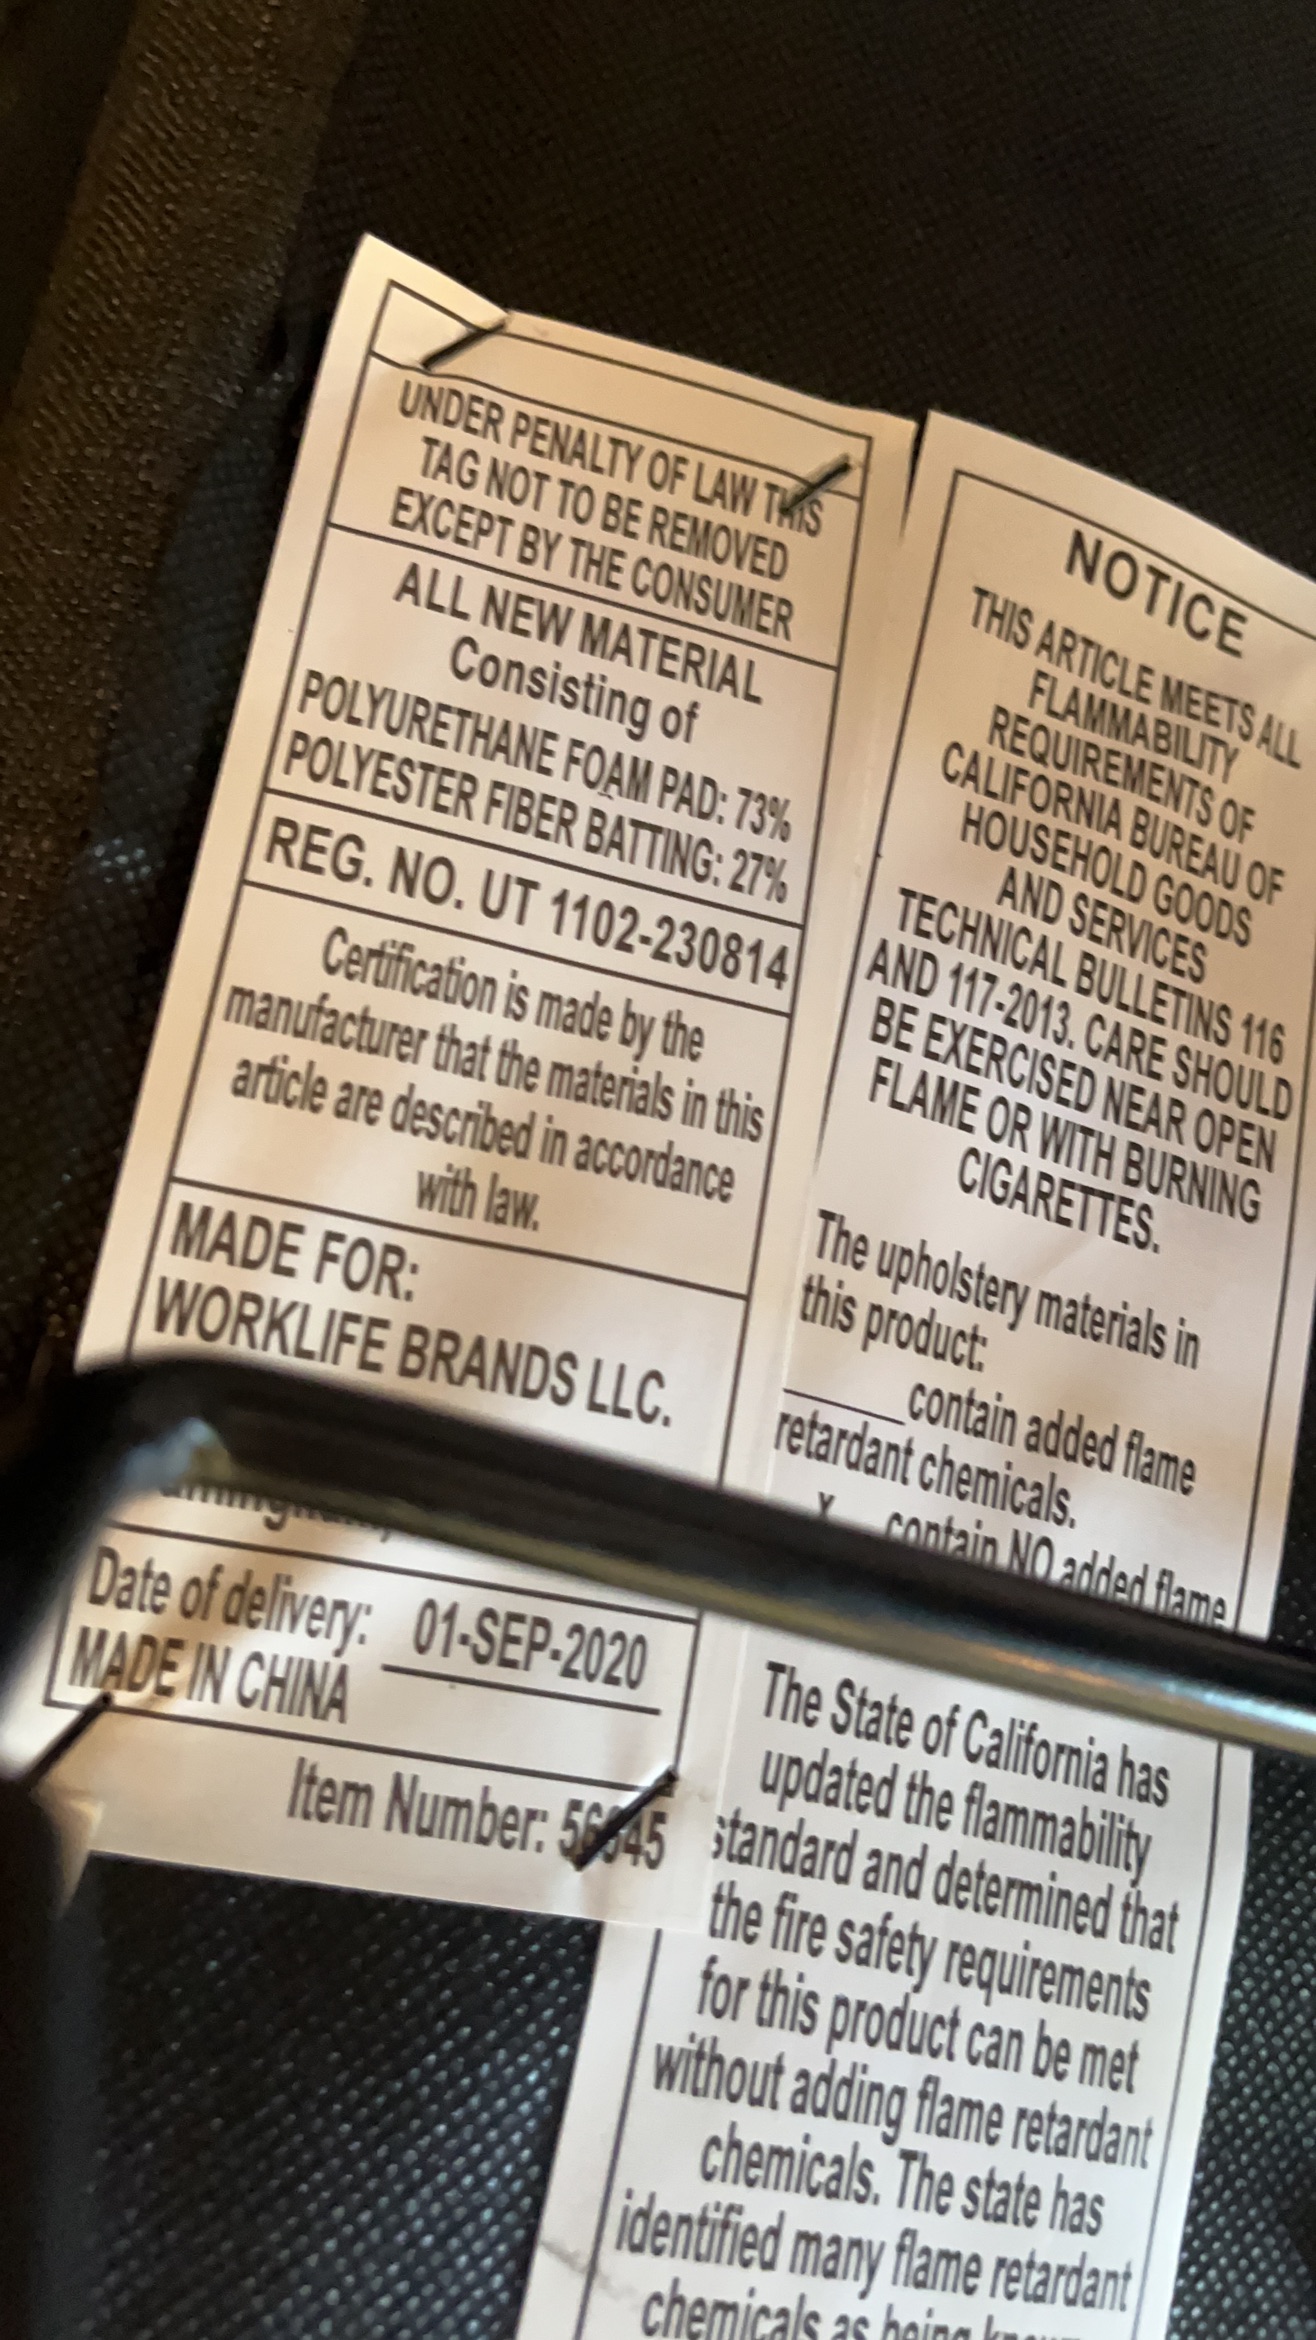 UNDER PENALTY OF LAW THIS
TAG NOT TO BE REMOVED
EXCEPT BY THE CONSUMER
ALL NEW MATERIAL
Consisting of
POLYURETHANE FOAM PAD: 73%
POLYESTER FIBER BATTING: 27%
REG. NO. UT 1102-230814
Certification is made by the
manufacturer that the materials in this
article are described in accordance
with law.
MADE FOR:
WORKLIFE BRANDS LLC.
Date of delivery: 01-SEP-2020
MADE IN CHINA
Item Number:
NOTICE
THIS ARTICLE MEETS ALL
FLAMMABILITY
REQUIREMENTS OF
CALIFORNIA BUREAU OF
HOUSEHOLD GOODS
AND SERVICES
TECHNICAL BULLETINS 116
AND 117-2013. CARE SHOULD
BE EXERCISED NEAR OPEN
FLAME OR WITH BURNING
CIGARETTES.
The upholstery materials in
this product:
_____contain added flame
retardant chemicals.
X contain NO added flame
The State of California has
updated the flammability
standard and determined that
the fire safety requirements
for this product can be met
without adding flame retardant
chemicals. The state has
identified many flame retardant
chemicals as being